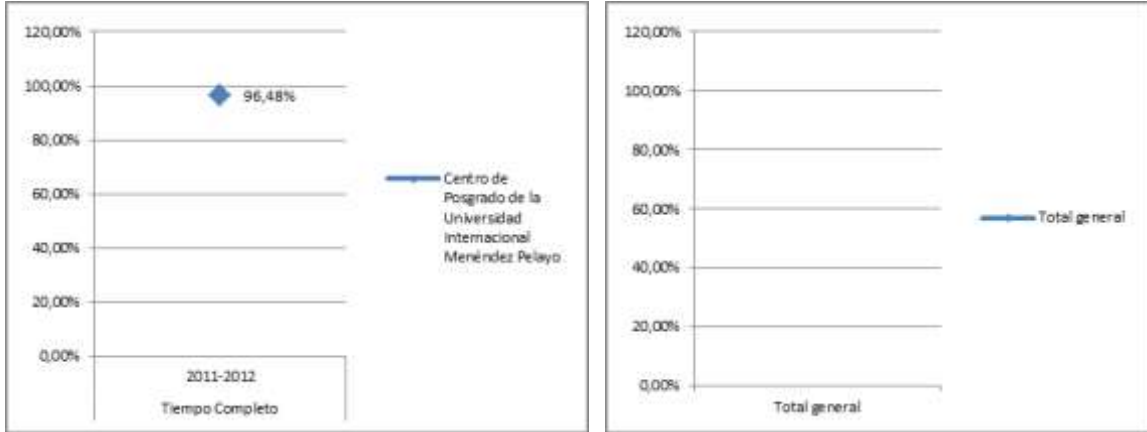 120,00%
100,00%
96,48%
80,00%
60,00%
40,00%
20,00%
0,00%
2011-2012
Tiempo Completo
Centro de
Posgrado de la
Universidad
Internacional
Menéndez Pelayo
120,00%
100,00%
80,00%
60,00%
40,00%
20,00%
0,00%
Total general
Total general